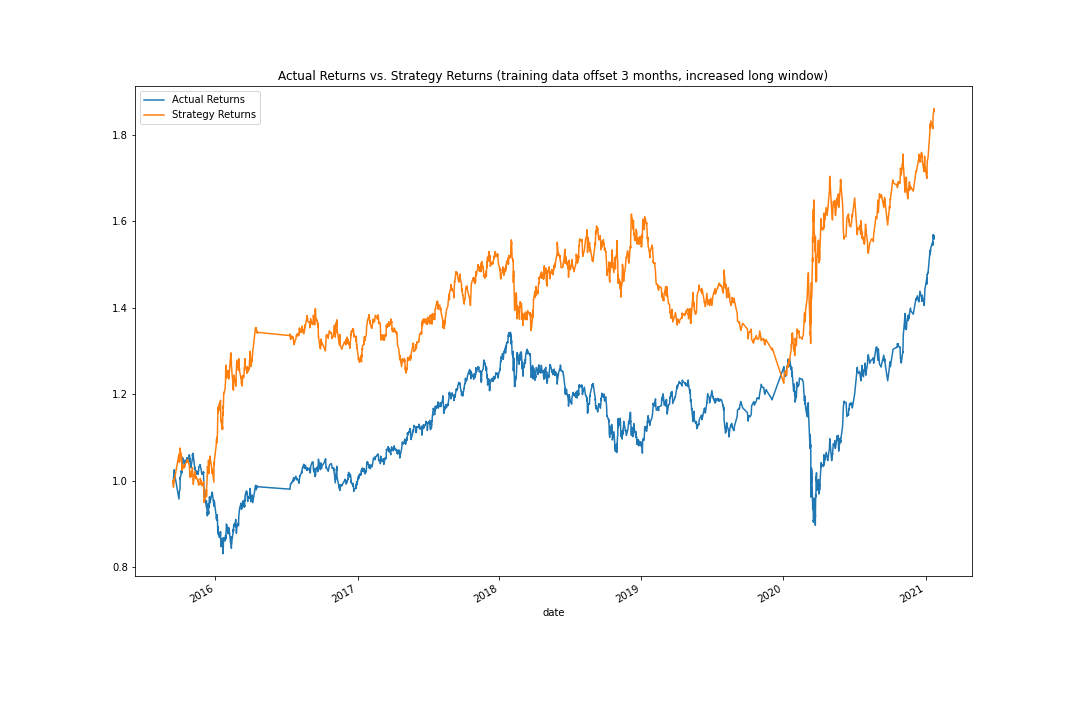 Actual Returns vs. Strategy Returns (training data offset 3 months, increased long window)
Actual Returns
Strategy Returns
1.8
1.6
1.4
1.2
1.0
0.8
2016 2017 2018 2019 2020 2021
date